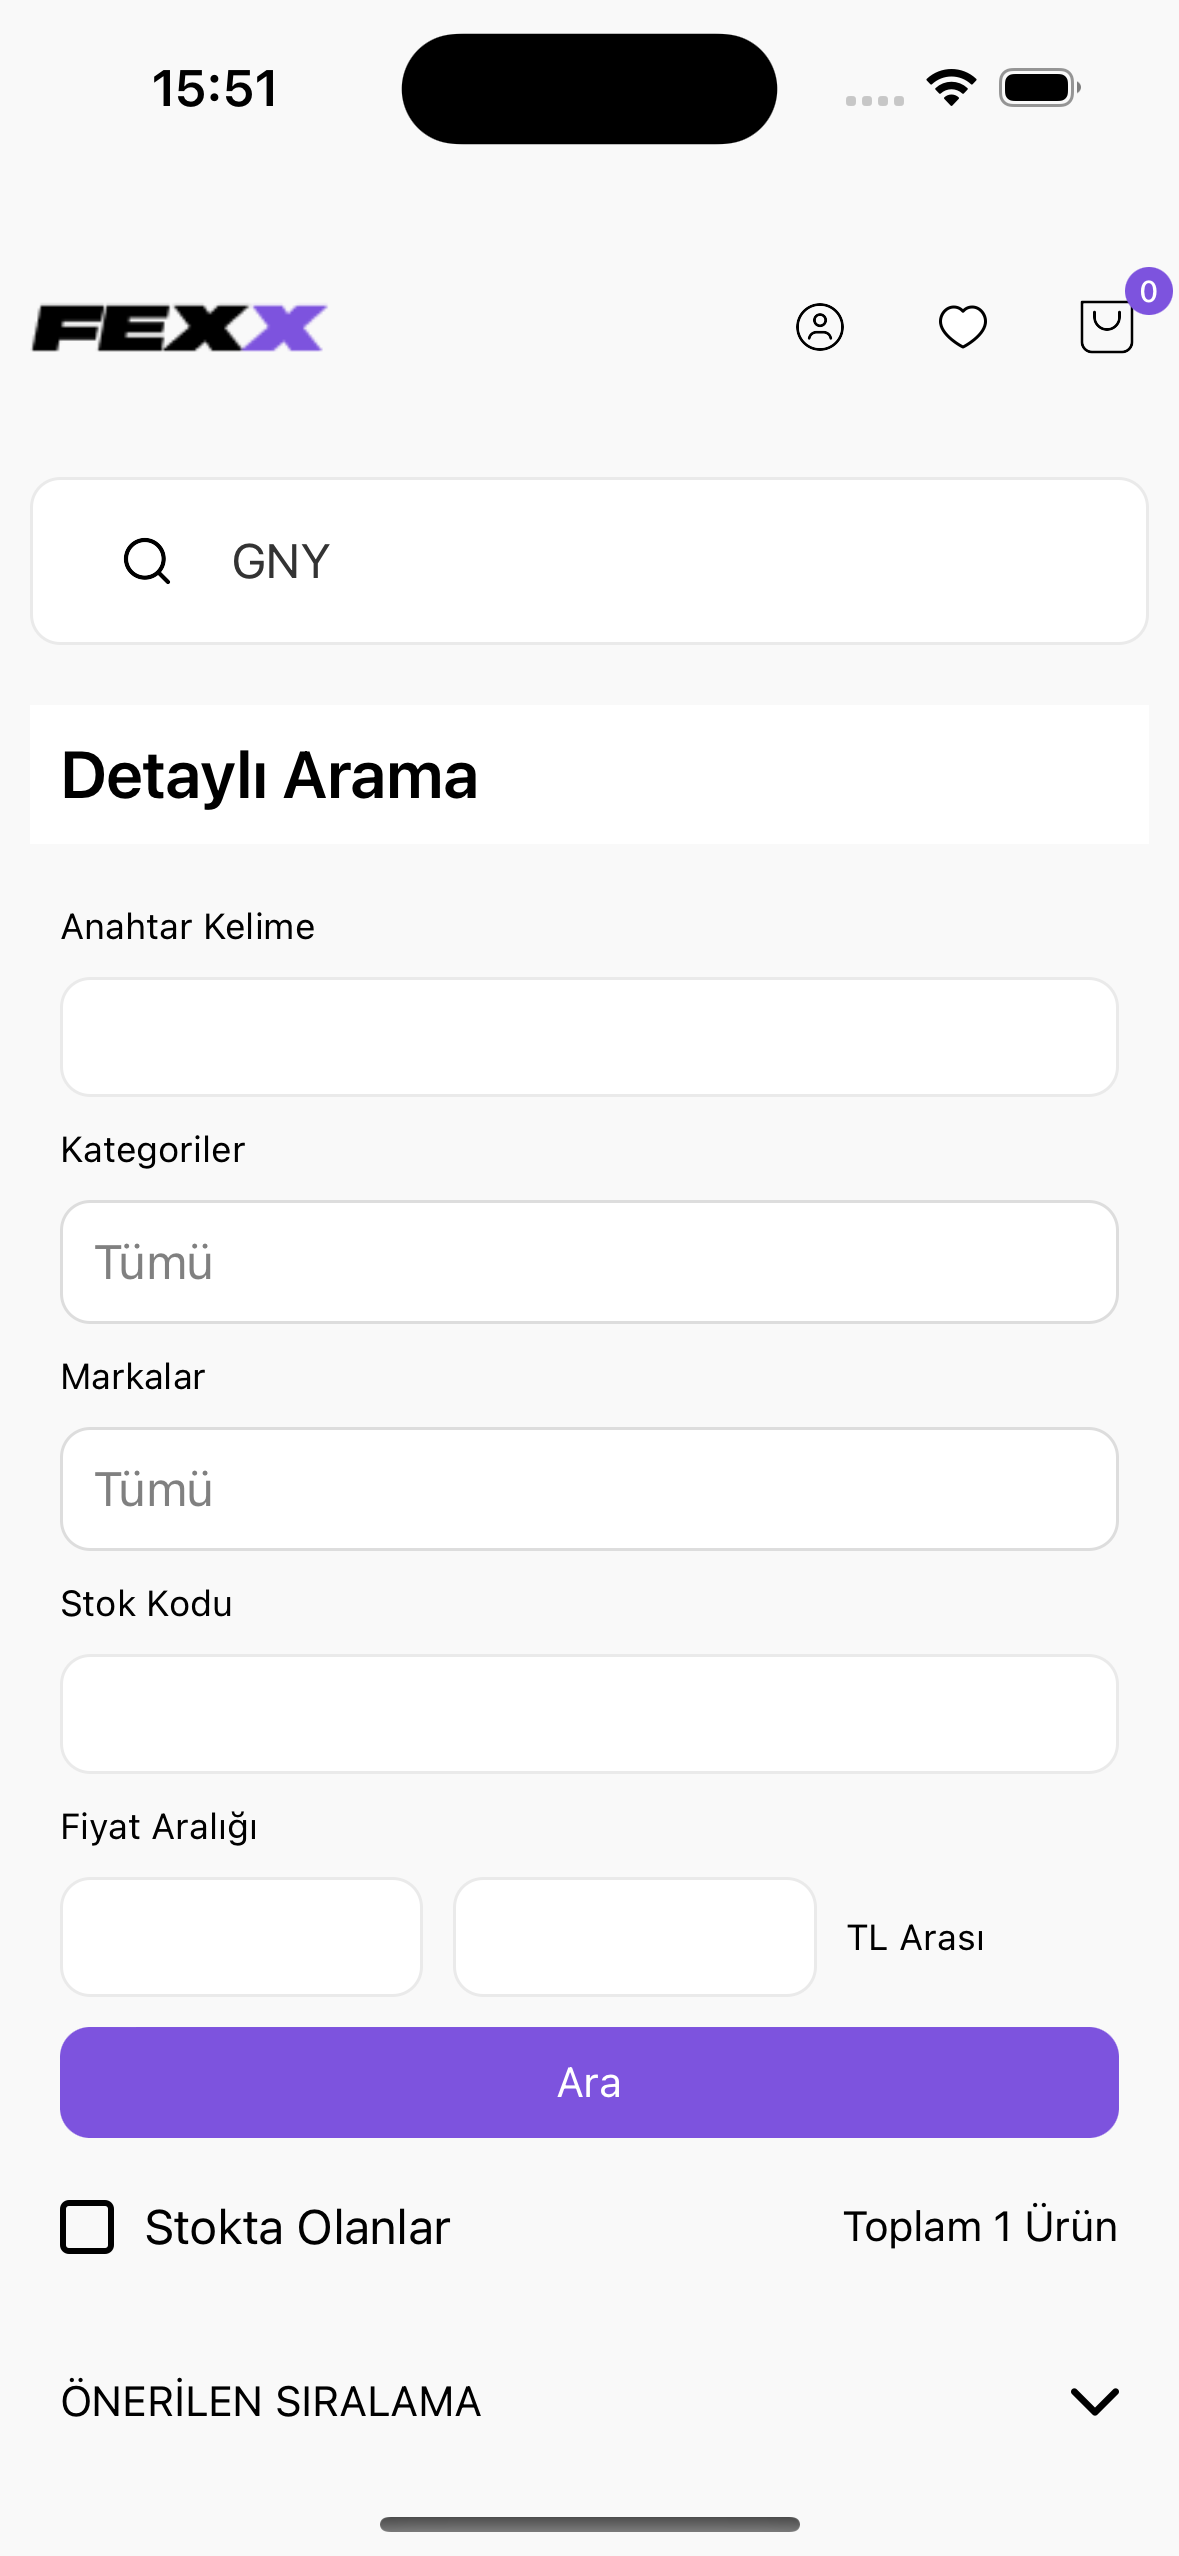 15:51
FEXX
0
GNY
Detaylı Arama
Anahtar Kelime
Kategoriler
Tümü
Markalar
Tümü
Stok Kodu
Fiyat Aralığı
TL Arası
Ara
Stokta Olanlar
Toplam 1 Ürün
ÖNERİLEN SIRALAMA